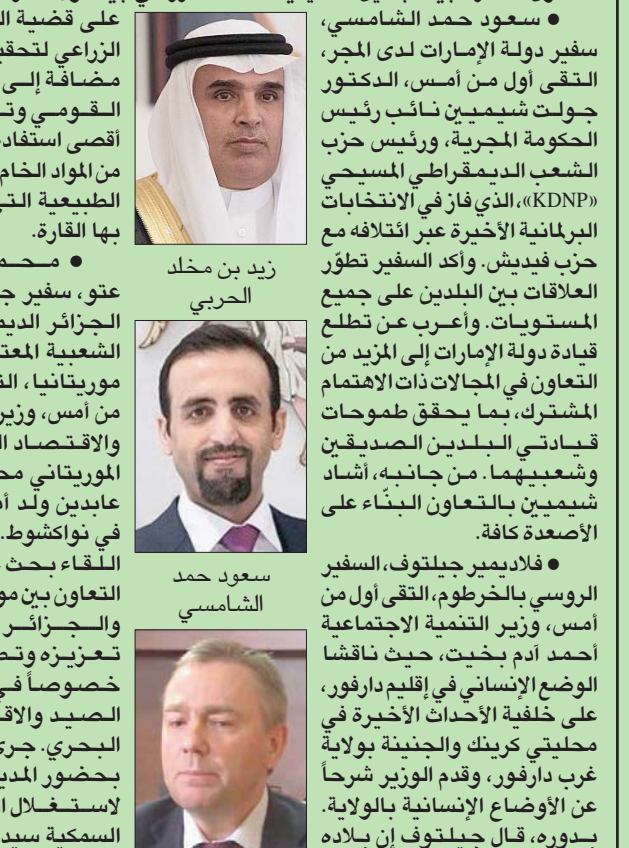 ● سعود حمد الشامسي،
سفير دولة الإمارات لدى المجر،
التقى أول من أمس، الدكتور
جولت شيميين نائب رئيس
الحكومة المجرية، ورئيس حزب
الشعب الديمقراطي المسيحي
«KDNP»، الذي فاز في الانتخابات
البرلمانية الأخيرة عبر ائتلافه مع
حزب فيديش. وأكد السفير تطوّر
العلاقات بين البلدين على جميع
المستويات. وأعرب عن تطلع
قيادة دولة الإمارات إلى المزيد من
التعاون في المجالات ذات الاهتمام
المشترك، بما يحقق طموحات
قيادتي البلدين الصديقين
وشعبيهما. من جانبه، أشاد
شيميين بالتعاون البنّاء على
الأصعدة كافة.
● فلاديمير جيلتوف، السفير
الروسي بالخرطوم، التقى أول من
أمس، وزير التنمية الاجتماعية
أحمد آدم بخيت، حيث ناقشا
الوضع الإنساني في إقليم دارفور،
على خلفية الأحداث الأخيرة في
محليتي كرينك والجنينة بولاية
غرب دارفور، وقدم الوزير شرحاً
عن الأوضاع الإنسانية بالولاية.
بدوره، قال جيلتوف إن بلاده
زيد بن مخلد
الحربي
سعود حمد
الشامسي
على قضية
الزراعي لتحقي
مضافة إلى
القومي
أقصى استفاد
من المواد الخام
الطبيعية
بها القارة.
●
عتو، سفير
الجزائر
الشعبية
موريتانيا،
من أمس، وزير
والاقتصاد
الموريتاني
عابدين ولد
في نواكشوط.
اللقاء بحث
التعاون بين
والجزائر
تعزيزه
خصوصاً في
الصيد
البحري.
بحضور
لاستغلال
السمكية